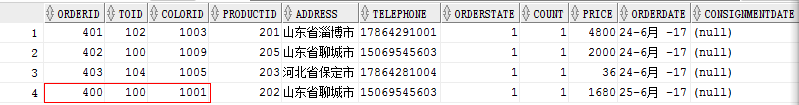 ORDERID TOID COLORID PRODUCTID ADDRESS TELEPHONE ORDERSTATE COUNT PRICE ORDERDATE CONSIGNMENTDATE
1 401 102 1003 201 山东省淄博市 17864291001 1 1 4800 24-6月 -17 (null)
2 402 100 1009 205 山东省聊城市 15069545603 1 1 2000 24-6月 -17 (null)
3 403 104 1005 203 河北省保定市 17864281004 1 1 36 24-6月 -17 (null)
4 400 100 1001 202 山东省聊城市 15069545603 1 1 1680 25-6月 -17 (null)